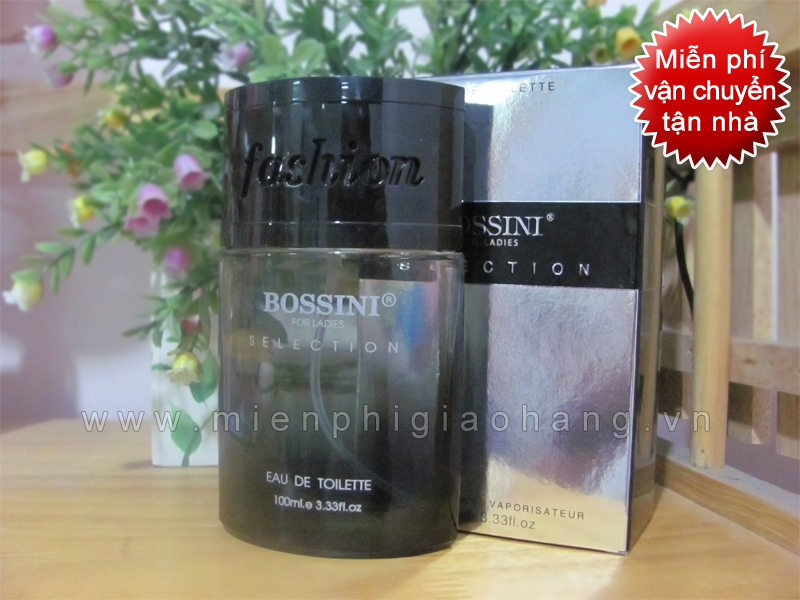 Miễn phí
vận chuyển
tận nhà
fashion
BOSSINI®
FOR LADIES
SELECTION
EAU DE TOILETTE
100ml.e 3.33fl.oz
OSSINI®
FOR LADIES
ECTION
VAPORISATEUR
3.33fl.oz
www.mienphigiaohang.vn